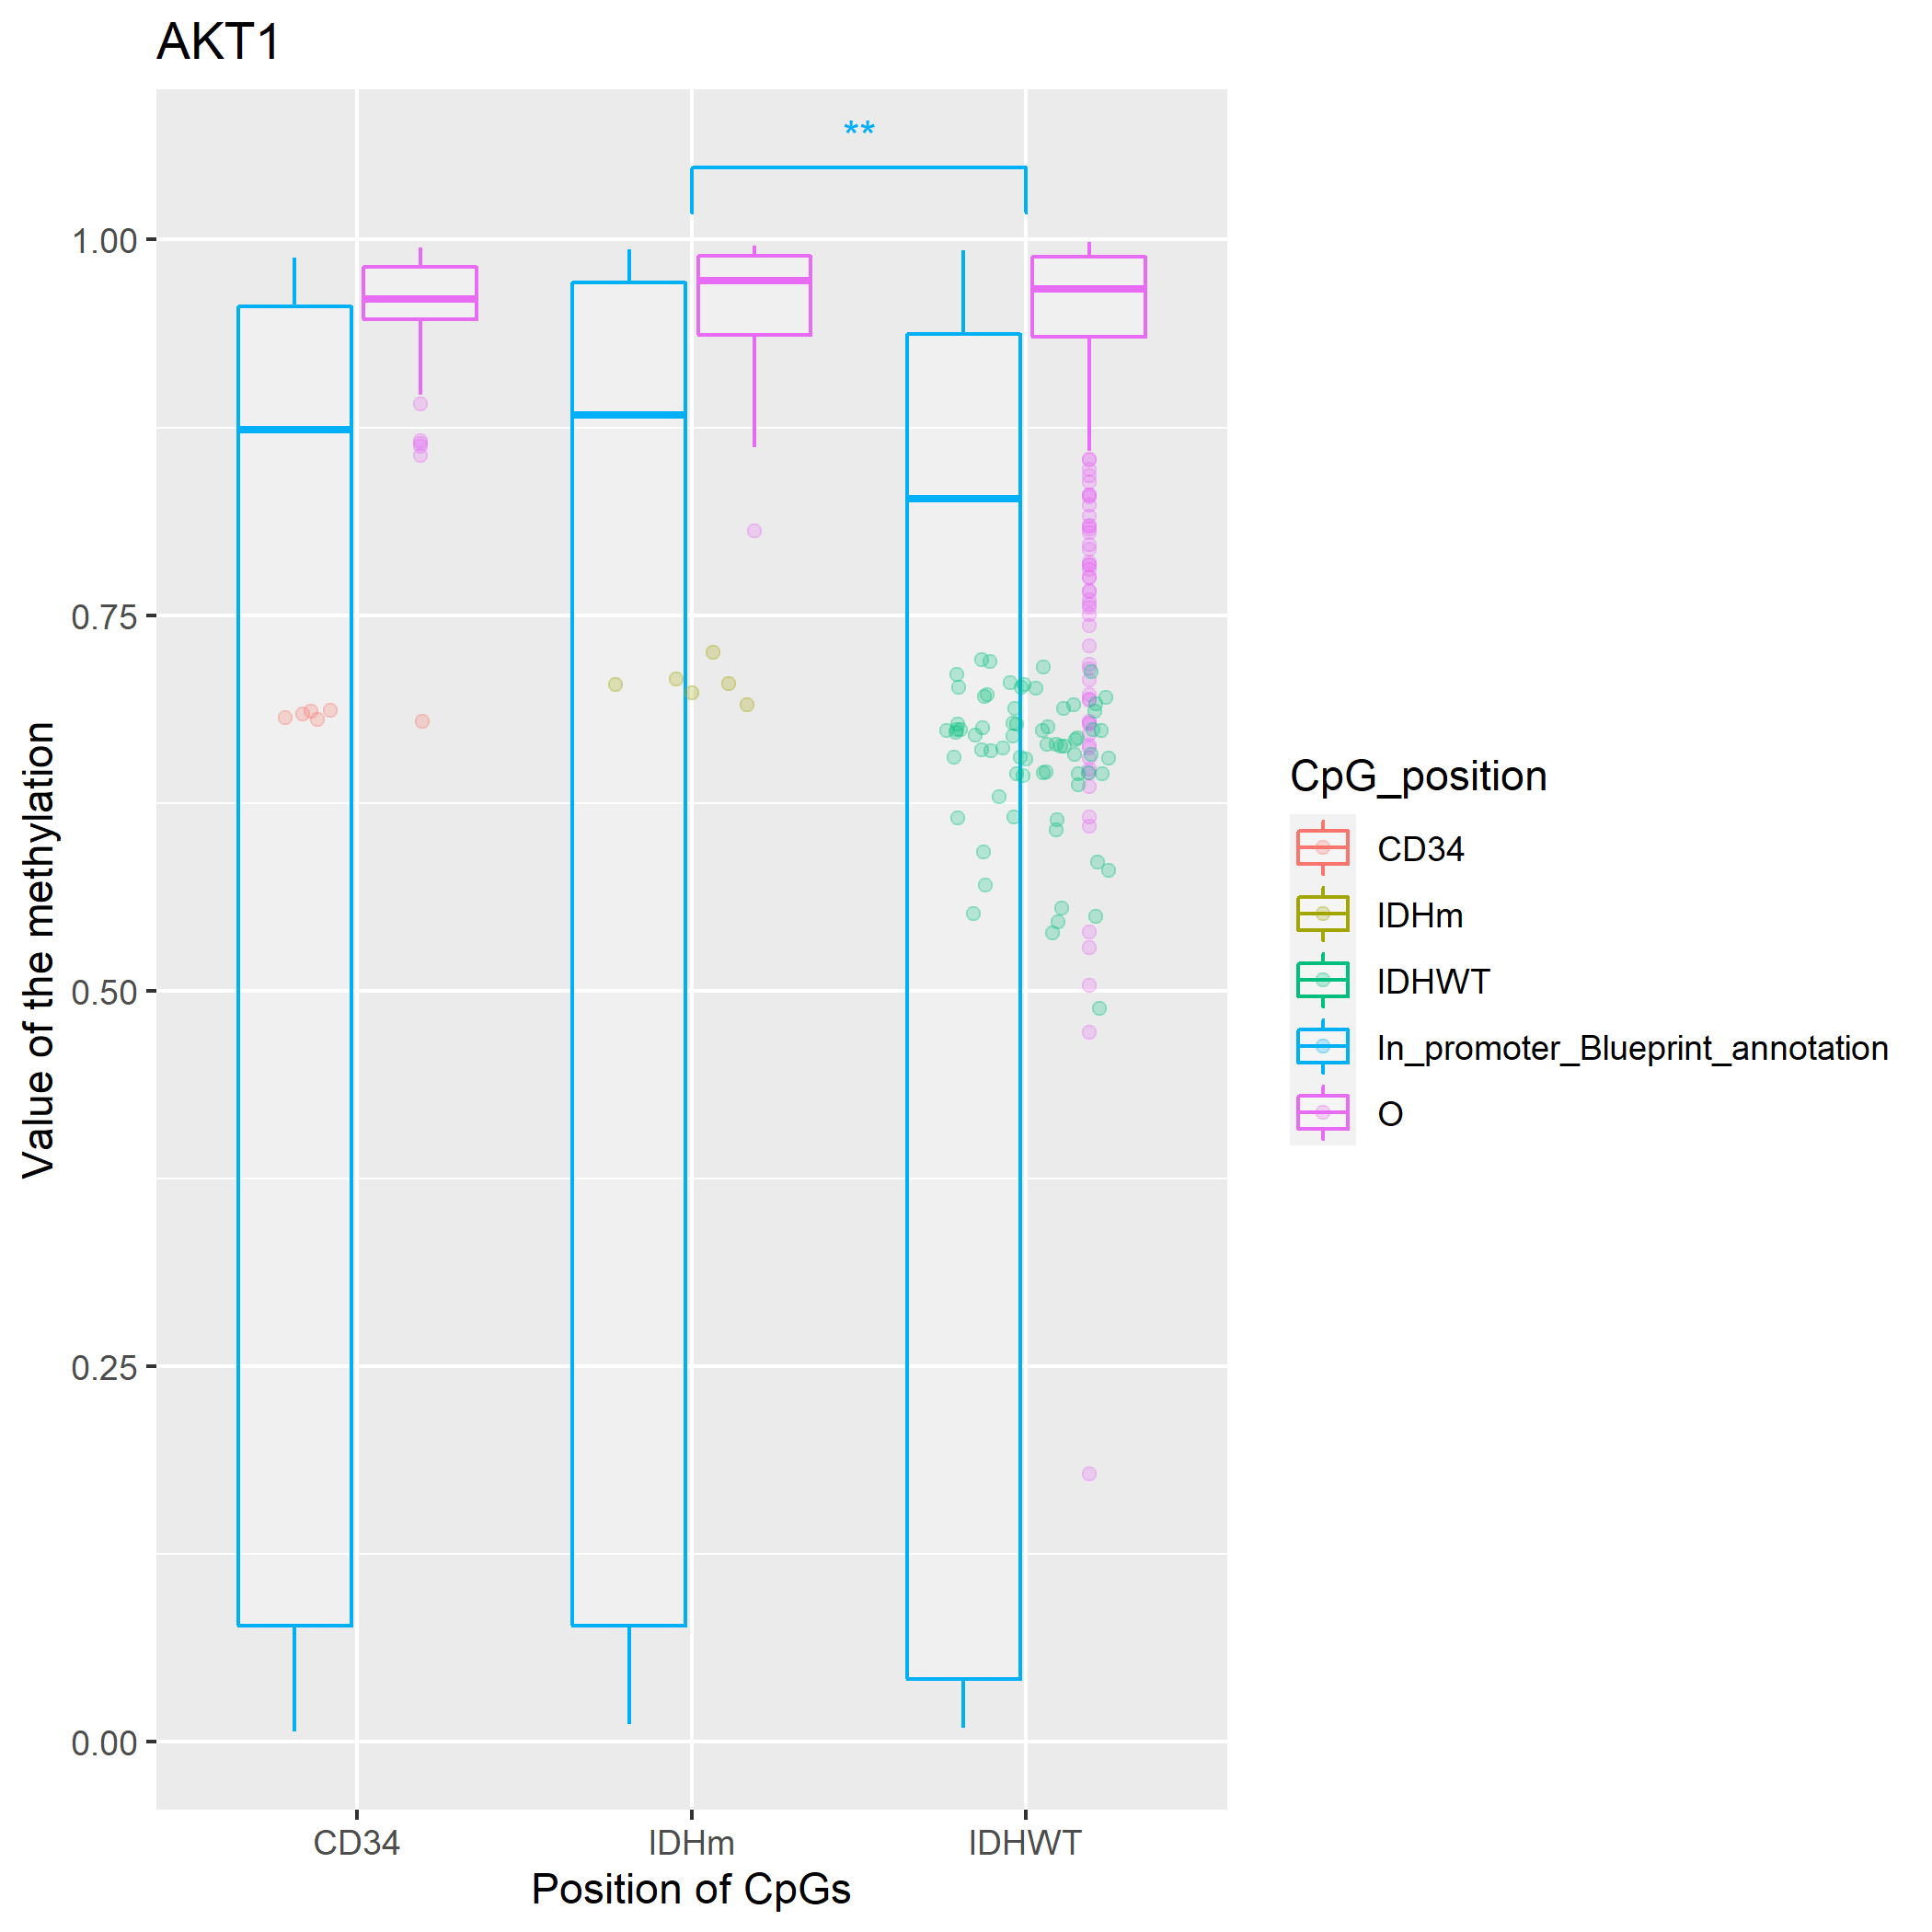 AKT1
**
1.00
0.75
0.50
0.25
0.00
Value of the methylation
CD34
IDHm
IDHWT
Position of CpGs
CpG_position
CD34
IDHm
IDHWT
In_promoter_Blueprint_annotation
O